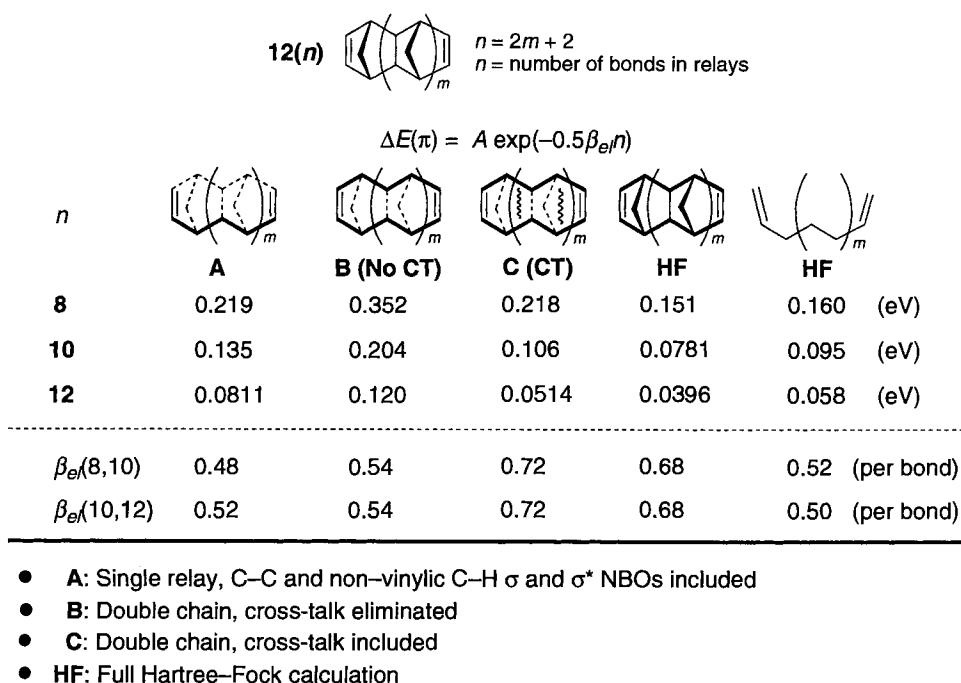 12(n) m n = 2m + 2
n = number of bonds in relays
ΔE(π) = A exp(−0.5βₑₗn)
n m m m m m
A B (No CT) C (CT) HF HF
8 0.219 0.352 0.218 0.151 0.160 (eV)
10 0.135 0.204 0.106 0.0781 0.095 (eV)
12 0.0811 0.120 0.0514 0.0396 0.058 (eV)
βₑₗ(8,10) 0.48 0.54 0.72 0.68 0.52 (per bond)
βₑₗ(10,12) 0.52 0.54 0.72 0.68 0.50 (per bond)
● A: Single relay, C–C and non–vinylic C–H σ and σ* NBOs included
● B: Double chain, cross-talk eliminated
● C: Double chain, cross-talk included
● HF: Full Hartree–Fock calculation